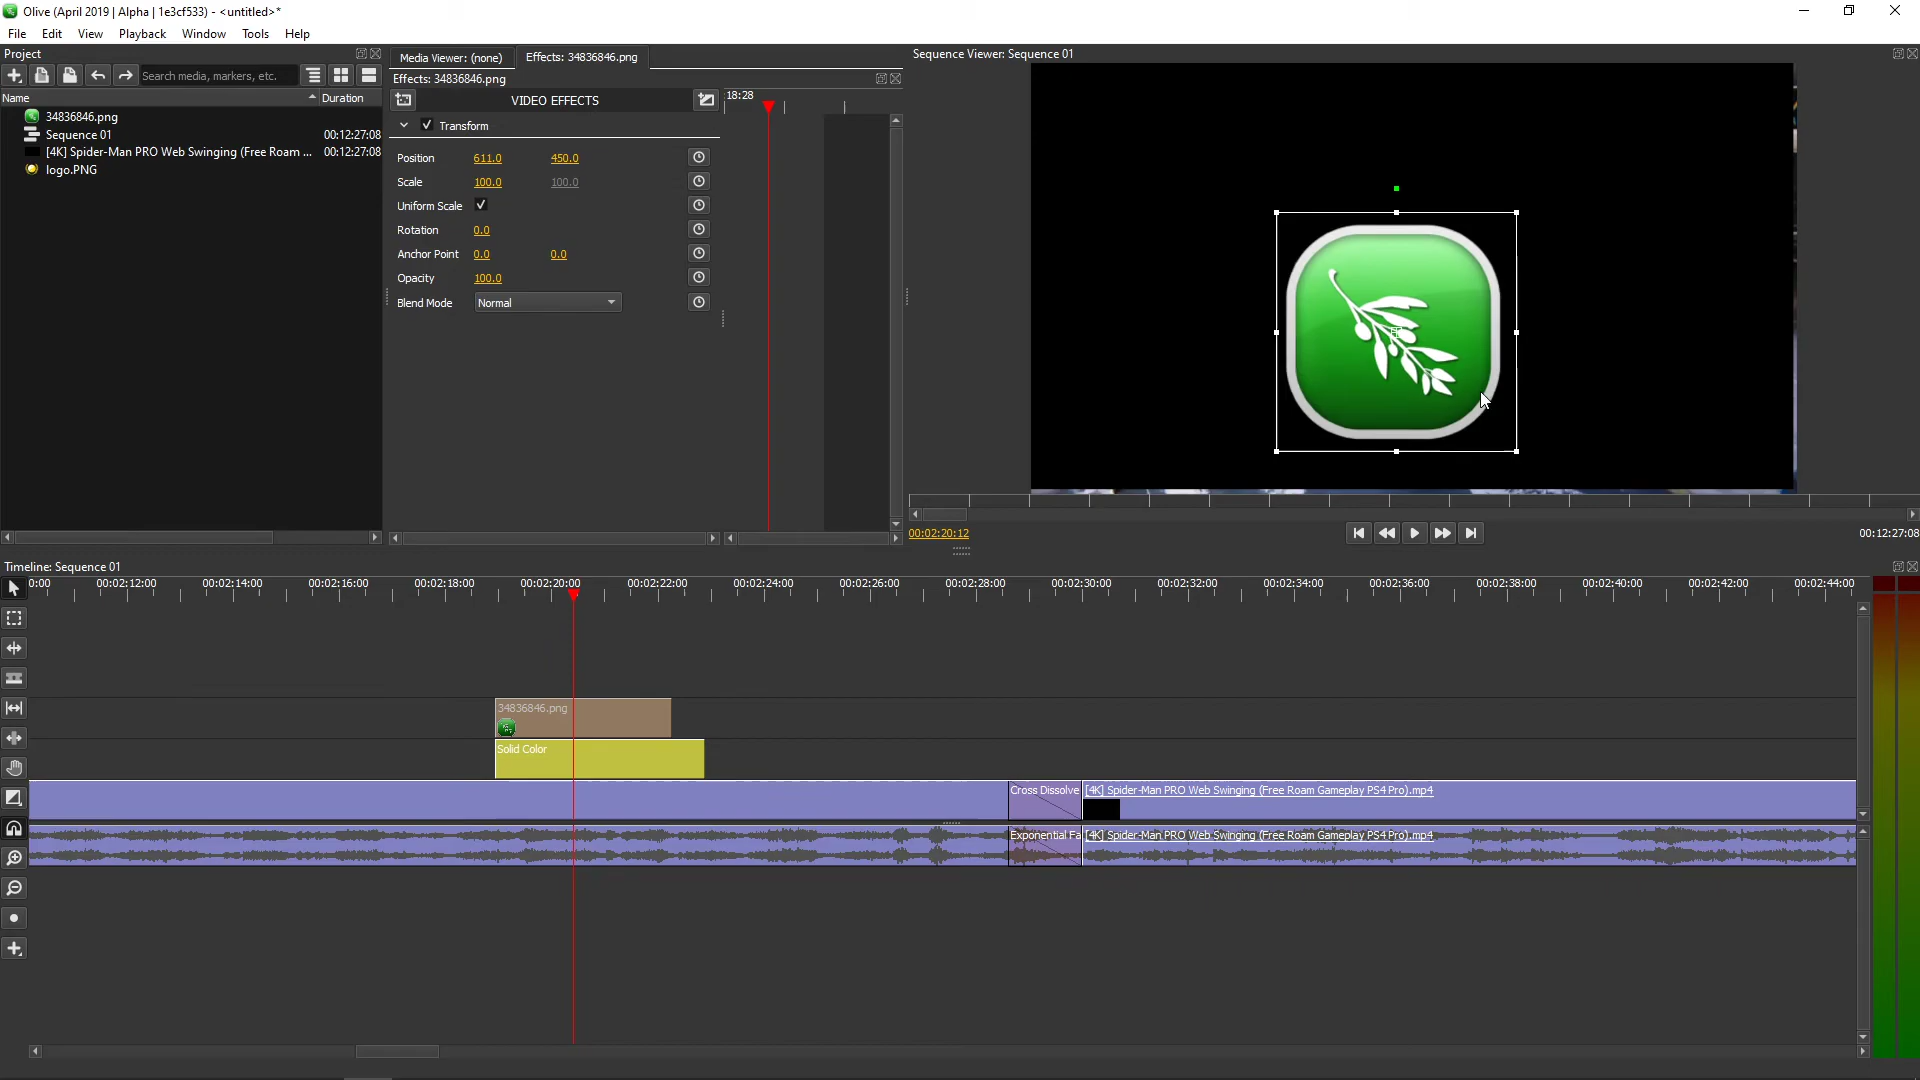 Olive (April 2019 | Alpha | 1e3cf533) - <untitled>*
File Edit View Playback Window Tools Help
Project
Search media, markers, etc.
Name Duration
34836846.png
Sequence 01 00:12:27:08
[4K] Spider-Man PRO Web Swinging (Free Roam ... 00:12:27:08
logo.PNG
Media Viewer: (none) Effects: 34836846.png
Effects: 34836846.png
VIDEO EFFECTS
:18:28
Transform
Position 611.0 450.0
Scale 100.0 100.0
Uniform Scale
Rotation 0.0
Anchor Point 0.0 0.0
Opacity 100.0
Blend Mode Normal
Sequence Viewer: Sequence 01
00:02:20:12 00:12:27:08
Timeline: Sequence 01
0:00 00:02:12:00 00:02:14:00 00:02:16:00 00:02:18:00 00:02:20:00 00:02:22:00 00:02:24:00 00:02:26:00 00:02:28:00 00:02:30:00 00:02:32:00 00:02:34:00 00:02:36:00 00:02:38:00 00:02:40:00 00:02:42:00 00:02:44:00
34836846.png
Solid Color
Cross Dissolve [4K] Spider-Man PRO Web Swinging (Free Roam Gameplay PS4 Pro).mp4
Exponential Fa [4K] Spider-Man PRO Web Swinging (Free Roam Gameplay PS4 Pro).mp4